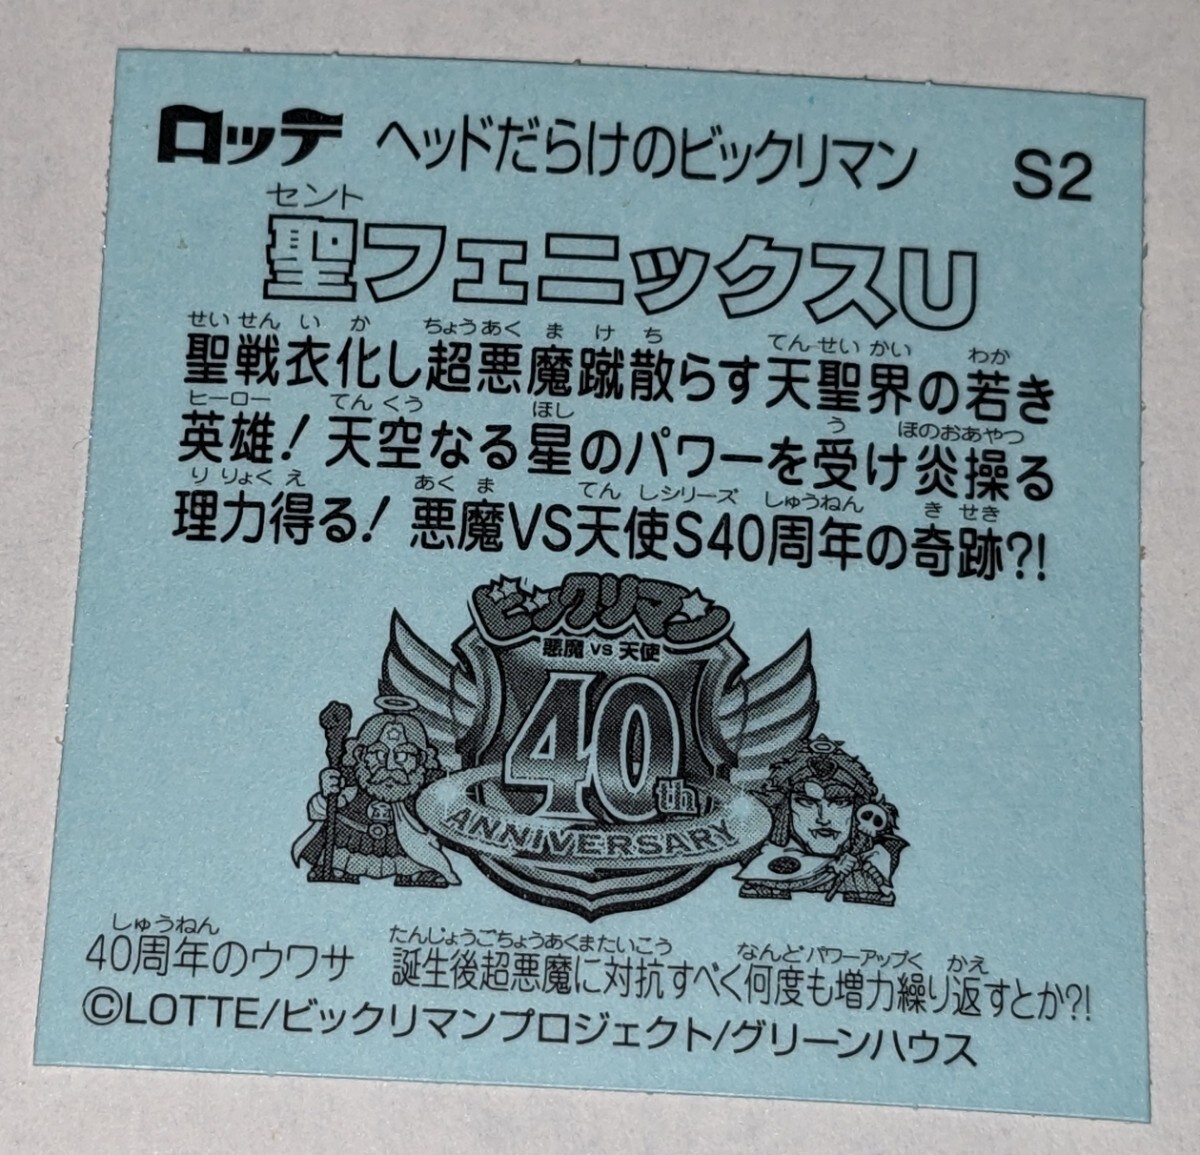 ロッテ ヘッドだらけのビックリマン S2
セント
聖フェニックスU
せいせんいか ちょうあくまけち てんせいかい わか
聖戦衣化し超悪魔蹴散らす天聖界の若き
ヒーロー てんくう ほし う ほのおあやつ
英雄！天空なる星のパワーを受け炎操る
りりょくえ あくま てんしシリーズ しゅうねん きせき
理力得る！悪魔VS天使S40周年の奇跡?!
ビックリマン
悪魔 VS 天使
40th
ANNIVERSARY
しゅうねん たんじょうごちょうあくまたいこう なんどパワーアップく かえ
40周年のウワサ 誕生後超悪魔に対抗すべく何度も増力繰り返すとか?!
©LOTTE/ビックリマンプロジェクト/グリーンハウス